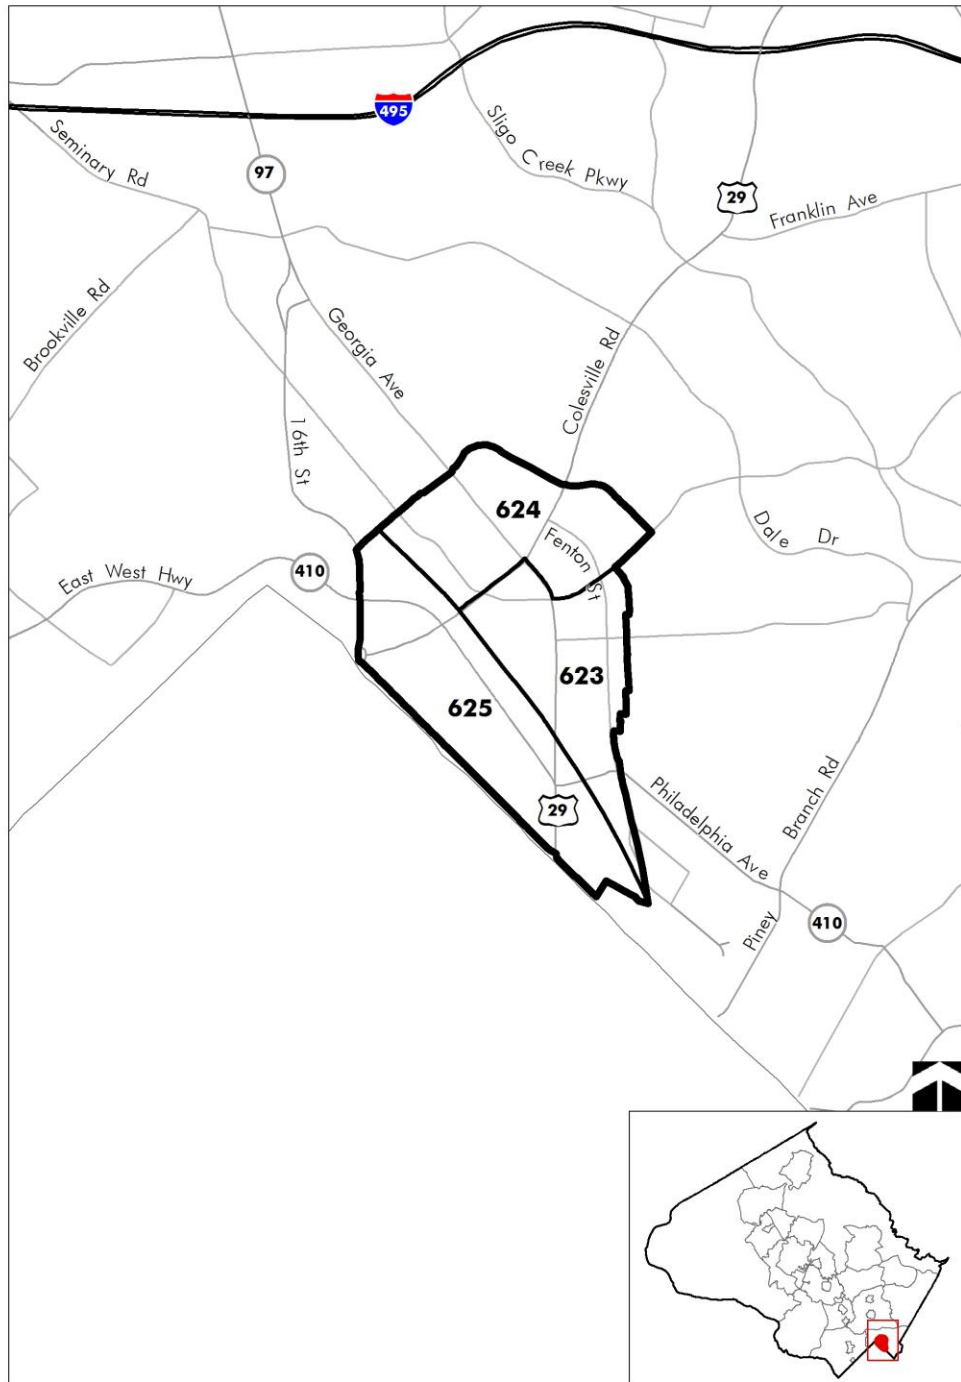 495
Sligo Creek Pkwy
Seminary Rd
97
29
Franklin Ave
Brookville Rd
Georgia Ave
Colesville Rd
16th St
624
Fenton St
Dale Dr
East West Hwy
410
623
625
29
Philadelphia Ave
Branch Rd
Piney
410